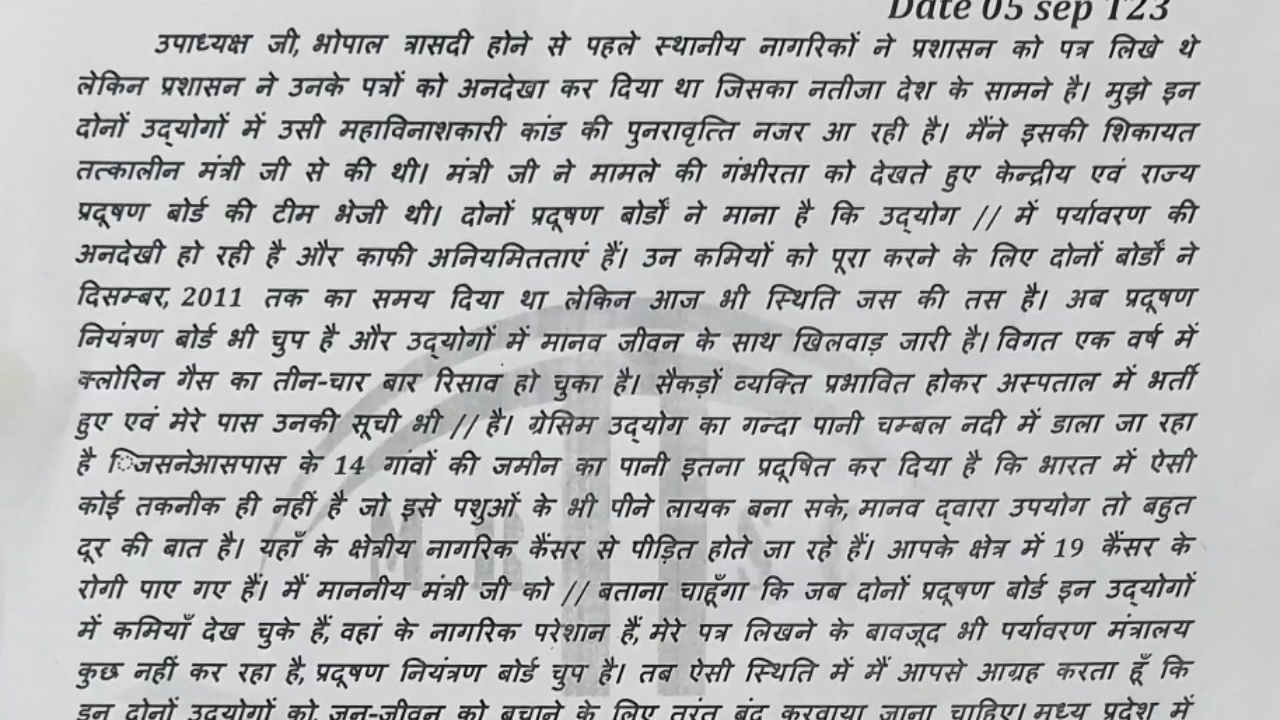 Date 05 sep T23
उपाध्यक्ष जी, भोपाल त्रासदी होने से पहले स्थानीय नागरिकों ने प्रशासन को पत्र लिखे थे
लेकिन प्रशासन ने उनके पत्रों को अनदेखा कर दिया था जिसका नतीजा देश के सामने है। मुझे इन
दोनों उद्योगों में उसी महाविनाशकारी कांड की पुनरावृत्ति नजर आ रही है। मैंने इसकी शिकायत
तत्कालीन मंत्री जी से की थी। मंत्री जी ने मामले की गंभीरता को देखते हुए केन्द्रीय एवं राज्य
प्रदूषण बोर्ड की टीम भेजी थी। दोनों प्रदूषण बोर्डों ने माना है कि उद्योग // में पर्यावरण की
अनदेखी हो रही है और काफी अनियमितताएं हैं। उन कमियों को पूरा करने के लिए दोनों बोर्डों ने
दिसम्बर, 2011 तक का समय दिया था लेकिन आज भी स्थिति जस की तस है। अब प्रदूषण
नियंत्रण बोर्ड भी चुप है और उद्योगों में मानव जीवन के साथ खिलवाड़ जारी है। विगत एक वर्ष में
क्लोरिन गैस का तीन-चार बार रिसाव हो चुका है। सैकड़ों व्यक्ति प्रभावित होकर अस्पताल में भर्ती
हुए एवं मेरे पास उनकी सूची भी // है। ग्रेसिम उद्योग का गन्दा पानी चम्बल नदी में डाला जा रहा
है िजसनेआसपास के 14 गांवों की जमीन का पानी इतना प्रदूषित कर दिया है कि भारत में ऐसी
कोई तकनीक ही नहीं है जो इसे पशुओं के भी पीने लायक बना सके, मानव द्वारा उपयोग तो बहुत
दूर की बात है। यहाँ के क्षेत्रीय नागरिक कैंसर से पीड़ित होते जा रहे हैं। आपके क्षेत्र में 19 कैंसर के
रोगी पाए गए हैं। मैं माननीय मंत्री जी को // बताना चाहूँगा कि जब दोनों प्रदूषण बोर्ड इन उद्योगों
में कमियाँ देख चुके हैं, वहां के नागरिक परेशान हैं, मेरे पत्र लिखने के बावजूद भी पर्यावरण मंत्रालय
कुछ नहीं कर रहा है, प्रदूषण नियंत्रण बोर्ड चुप है। तब ऐसी स्थिति में मैं आपसे आग्रह करता हूँ कि
इन दोनों उद्योगों को जन-जीवन को बचाने के लिए तुरंत बंद करवाया जाना चाहिए। मध्य प्रदेश में